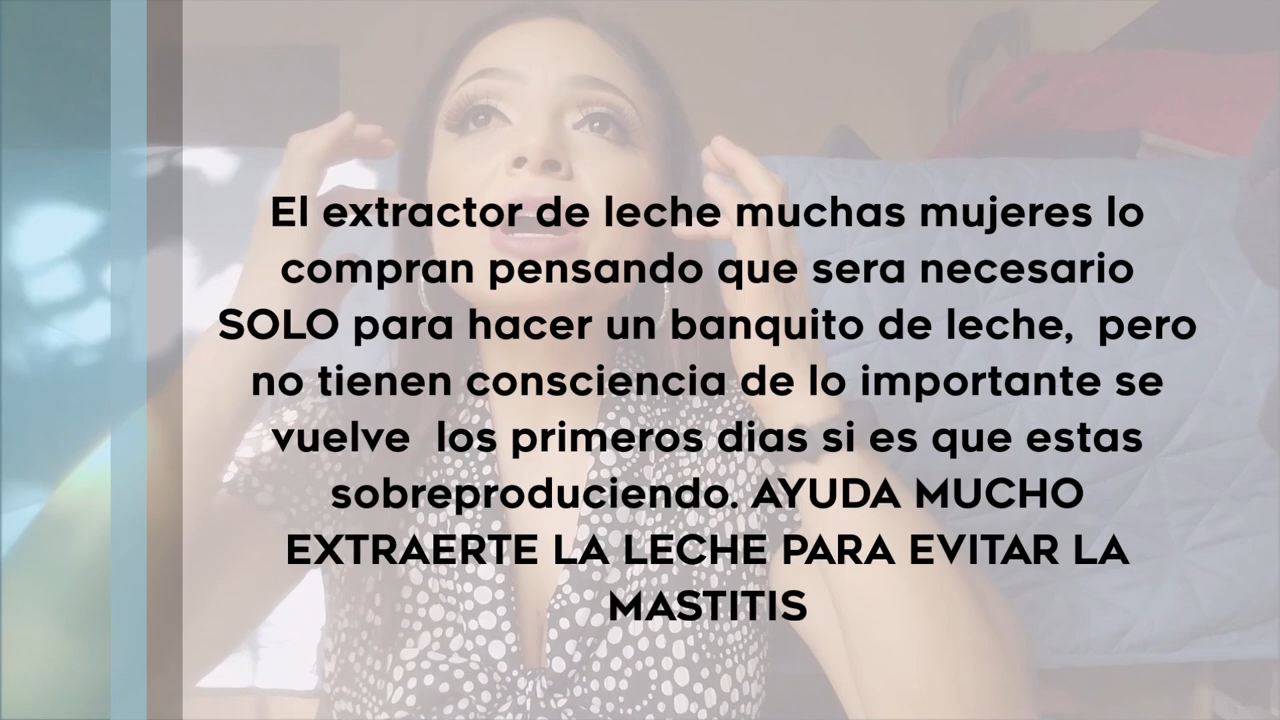 El extractor de leche muchas mujeres lo
compran pensando que sera necesario
SOLO para hacer un banquito de leche,  pero
no tienen consciencia de lo importante se
vuelve  los primeros dias si es que estas
sobreproduciendo. AYUDA MUCHO
EXTRAERTE LA LECHE PARA EVITAR LA
MASTITIS